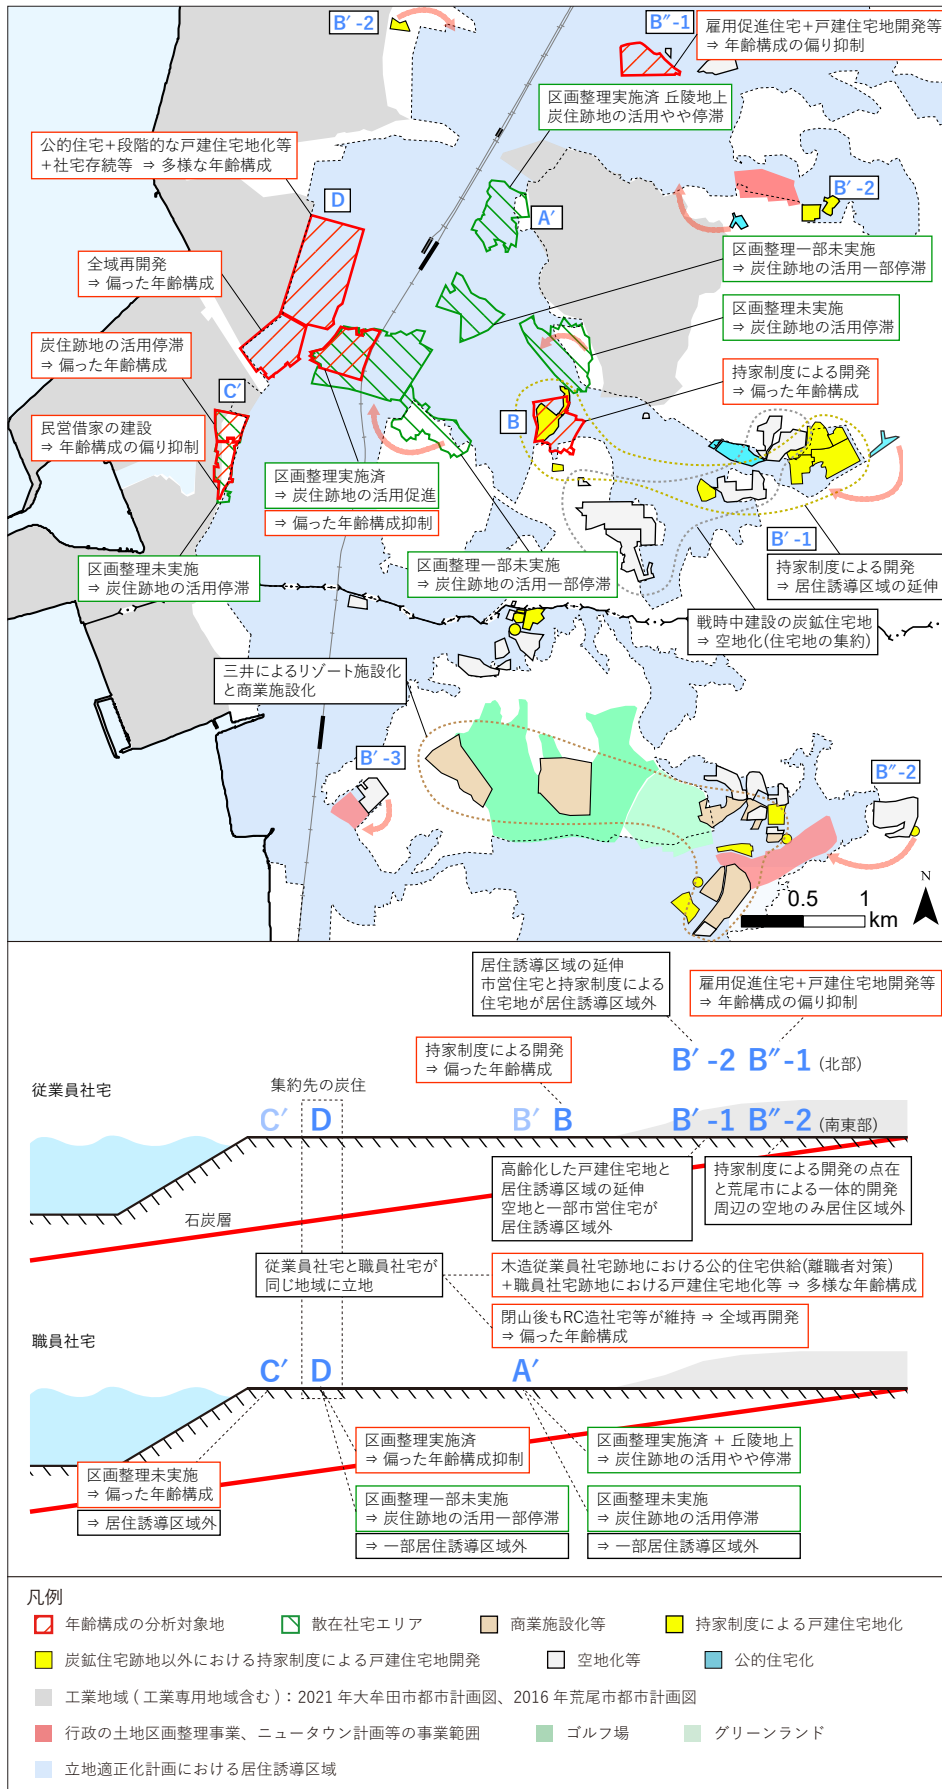 B′-2
B″-1
雇用促進住宅+戸建住宅地開発等
⇒ 年齢構成の偏り抑制
区画整理実施済 丘陵地上
炭住跡地の活用やや停滞
公的住宅+段階的な戸建住宅地化等
+社宅存続等 ⇒ 多様な年齢構成
D
A′
B′-2
全域再開発
⇒ 偏った年齢構成
区画整理一部未実施
⇒ 炭住跡地の活用一部停滞
区画整理未実施
⇒ 炭住跡地の活用停滞
炭住跡地の活用停滞
⇒ 偏った年齢構成
C′
持家制度による開発
⇒ 偏った年齢構成
B
民営借家の建設
⇒ 年齢構成の偏り抑制
区画整理実施済
⇒ 炭住跡地の活用促進
⇒ 偏った年齢構成抑制
B′-1
区画整理未実施
⇒ 炭住跡地の活用停滞
区画整理一部未実施
⇒ 炭住跡地の活用一部停滞
持家制度による開発
⇒ 居住誘導区域の延伸
戦時中建設の炭鉱住宅地
⇒ 空地化(住宅地の集約)
三井によるリゾート施設化
と商業施設化
B′-3
B″-2
N
0.5 1
km
居住誘導区域の延伸
市営住宅と持家制度による
住宅地が居住誘導区域外
雇用促進住宅+戸建住宅地開発等
⇒ 年齢構成の偏り抑制
持家制度による開発
⇒ 偏った年齢構成
B′-2 B″-1 (北部)
従業員社宅
集約先の炭住
C′ D B′ B B′-1 B″-2 (南東部)
高齢化した戸建住宅地と
居住誘導区域の延伸
空地と一部市営住宅が
居住誘導区域外
持家制度による開発の点在
と荒尾市による一体的開発
周辺の空地のみ居住区域外
石炭層
従業員社宅と職員社宅が
同じ地域に立地
木造従業員社宅跡地における公的住宅供給(離職者対策)
+職員社宅跡地における戸建住宅地化等 ⇒ 多様な年齢構成
閉山後もRC造社宅等が維持 ⇒ 全域再開発
⇒ 偏った年齢構成
職員社宅
C′ D A′
区画整理実施済
⇒ 偏った年齢構成抑制
区画整理実施済 + 丘陵地上
⇒ 炭住跡地の活用やや停滞
区画整理未実施
⇒ 偏った年齢構成
⇒ 居住誘導区域外
区画整理一部未実施
⇒ 炭住跡地の活用一部停滞
⇒ 一部居住誘導区域外
区画整理未実施
⇒ 炭住跡地の活用停滞
⇒ 一部居住誘導区域外
凡例
年齢構成の分析対象地 散在社宅エリア 商業施設化等 持家制度による戸建住宅地化
炭鉱住宅跡地以外における持家制度による戸建住宅地開発 空地化等 公的住宅化
工業地域 ( 工業専用地域含む ) : 2021 年大牟田市都市計画図、2016 年荒尾市都市計画図
行政の土地区画整理事業、ニュータウン計画等の事業範囲 ゴルフ場 グリーンランド
立地適正化計画における居住誘導区域